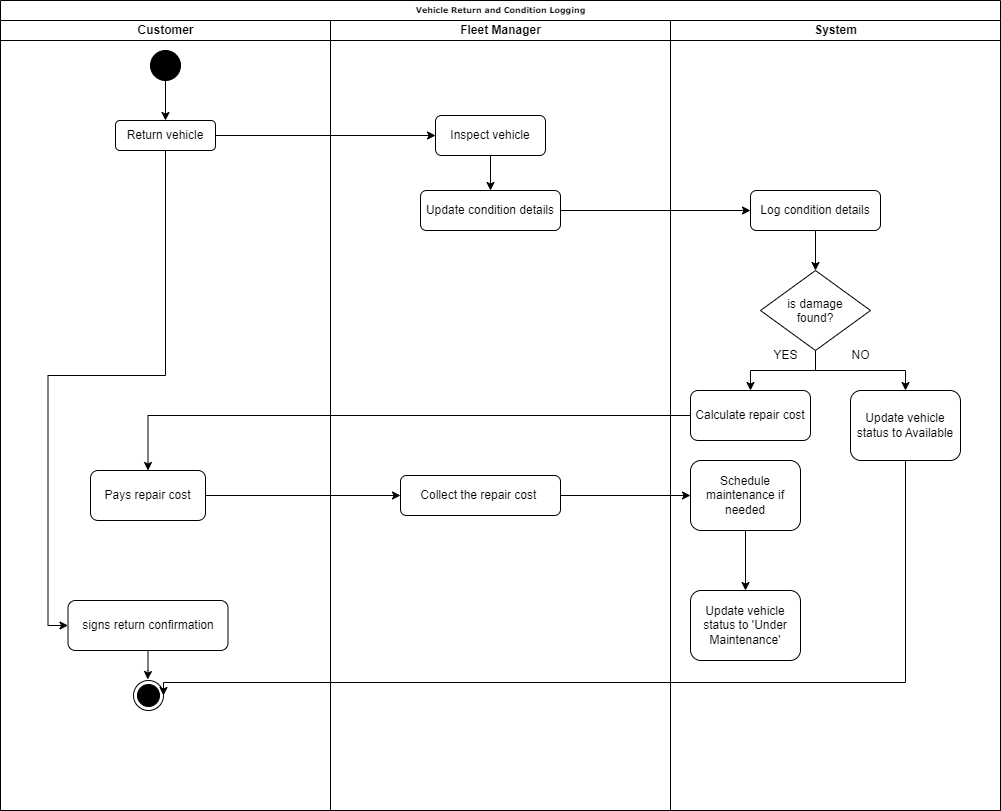 Vehicle Return and Condition Logging
Customer
Fleet Manager
System
Return vehicle
Inspect vehicle
Update condition details
Log condition details
is damage
found?
YES
NO
Calculate repair cost
Update vehicle
status to Available
Pays repair cost
Collect the repair cost
Schedule
maintenance if
needed
signs return confirmation
Update vehicle
status to 'Under
Maintenance'